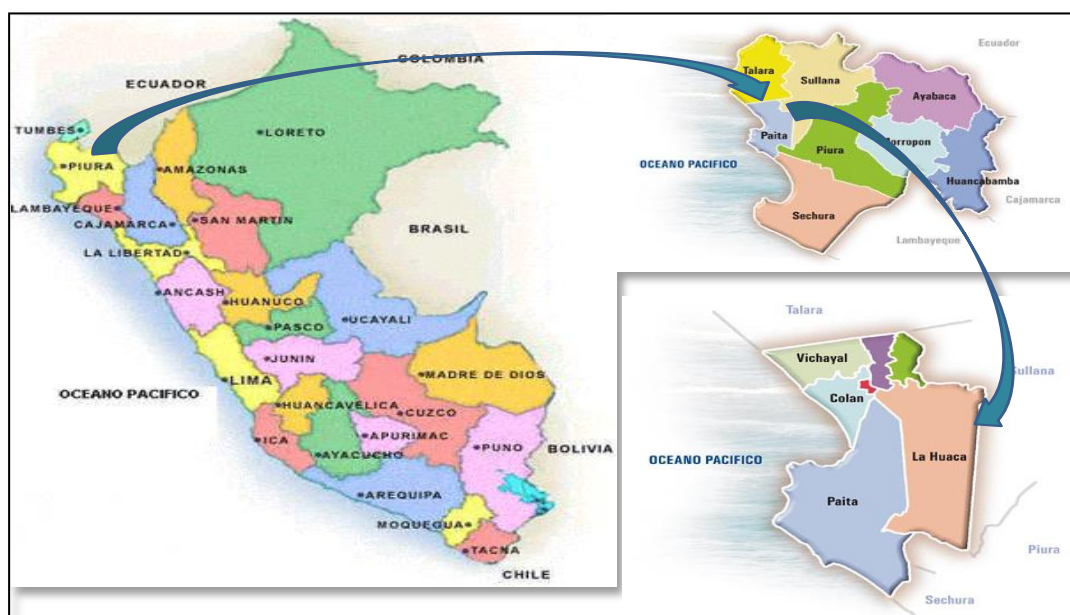 COLOMBIA
ECUADOR
TUMBES
LORETO
PIURA
AMAZONAS
LAMBAYEQUE
CAJAMARCA
SAN MARTIN
BRASIL
LA LIBERTAD
ANCASH
HUANUCO
UCAYALI
PASCO
JUNIN
LIMA
MADRE DE DIOS
OCEANO PACIFICO
HUANCAVELICA
CUZCO
ICA
APURIMAC
PUNO
BOLIVIA
AYACUCHO
AREQUIPA
MOQUEGUA
TACNA
CHILE
Ecuador
Talara
Sullana
Ayabaca
Paita
Piura
OCEANO PACIFICO
Huancabamba
Cajamarca
Sechura
Lambayeque
Talara
Vichayal
Colan
La Huaca
OCEANO PACIFICO
Paita
Piura
Sechura